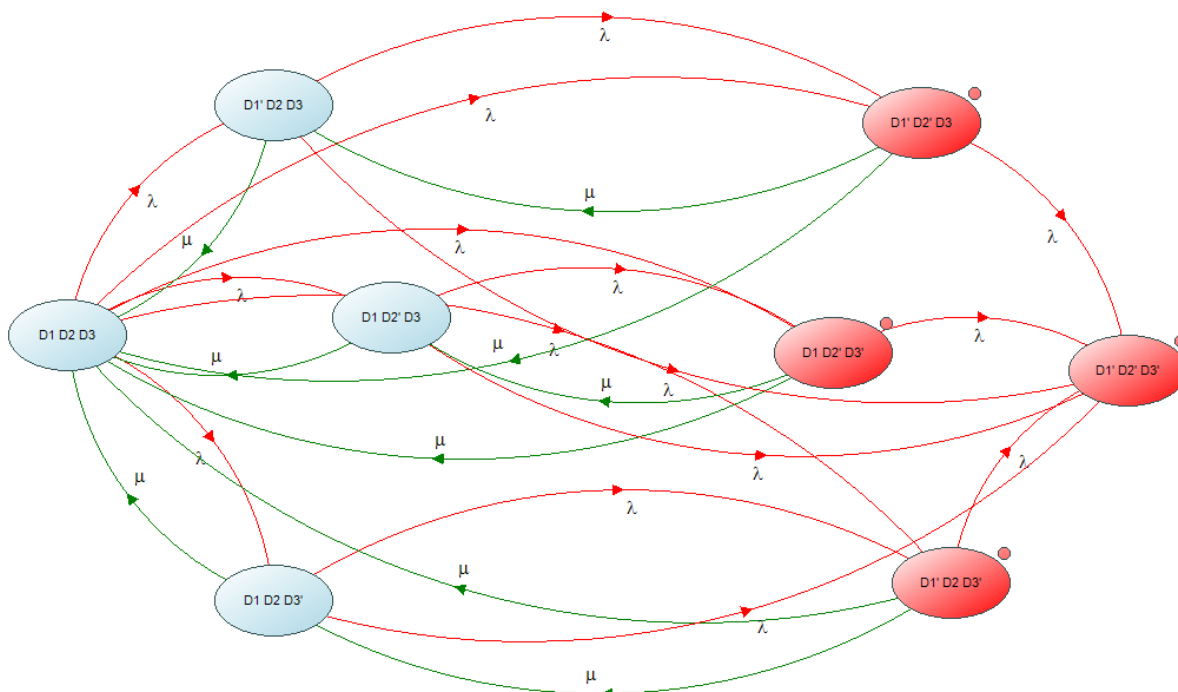 λ
D1' D2 D3
λ
D1' D2' D3
λ
μ
λ
μ
λ
λ
λ
D1 D2' D3
λ
D1 D2 D3
λ
μ
D1 D2' D3'
μ
λ
D1' D2' D3'
μ
μ
λ
λ
μ
λ
λ
μ
D1' D2 D3'
D1 D2 D3'
λ
μ